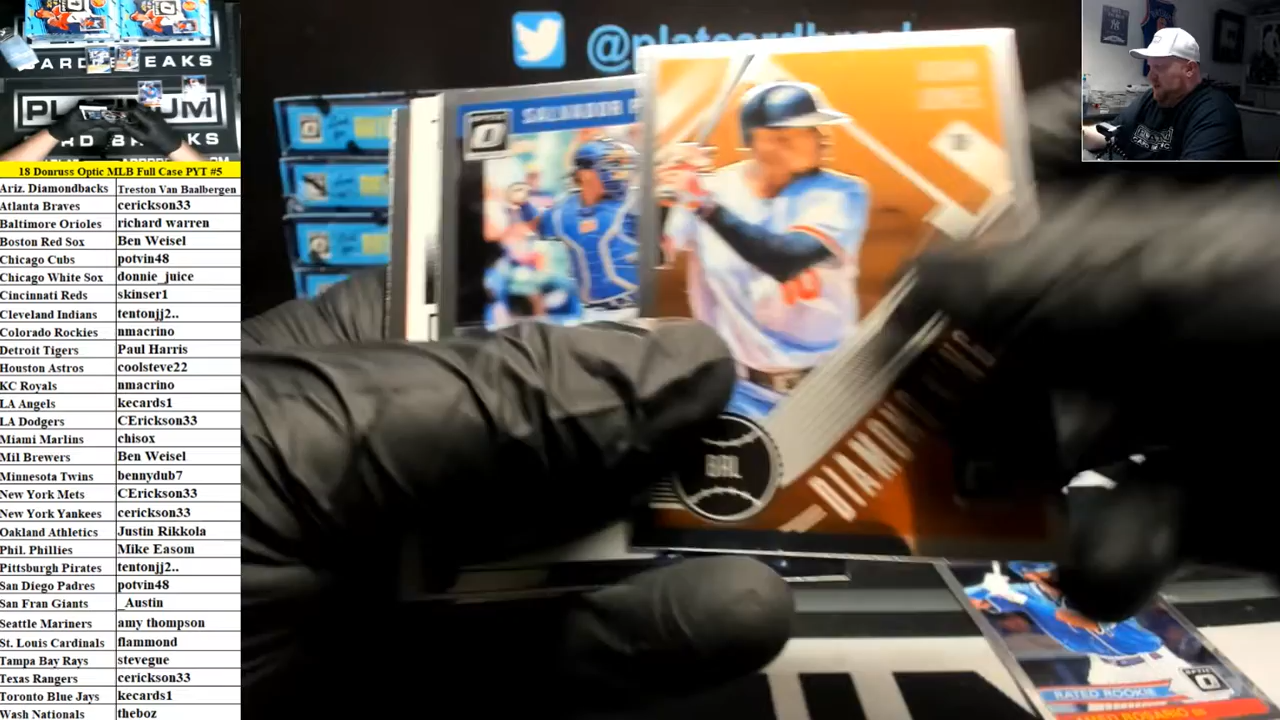 CARD BREAKS
PLATINUM
CARD BREAKS
18 Donruss Optic MLB Full Case PYT #5
Ariz. Diamondbacks Treston Van Baalbergen
Atlanta Braves cerickson33
Baltimore Orioles richard warren
Boston Red Sox Ben Weisel
Chicago Cubs potvin48
Chicago White Sox donnie_juice
Cincinnati Reds skinser1
Cleveland Indians tentonjj2..
Colorado Rockies nmacrino
Detroit Tigers Paul Harris
Houston Astros coolsteve22
KC Royals nmacrino
LA Angels kecards1
LA Dodgers CErickson33
Miami Marlins chisox
Mil Brewers Ben Weisel
Minnesota Twins bennydub7
New York Mets CErickson33
New York Yankees cerickson33
Oakland Athletics Justin Rikkola
Phil. Phillies Mike Easom
Pittsburgh Pirates tentonjj2..
San Diego Padres potvin48
San Fran Giants _Austin
Seattle Mariners amy thompson
St. Louis Cardinals flammond
Tampa Bay Rays stevegue
Texas Rangers cerickson33
Toronto Blue Jays kecards1
Wash Nationals theboz
SALVADOR P
BAL
DIAMOND
RATED ROOKIE
OPTIC